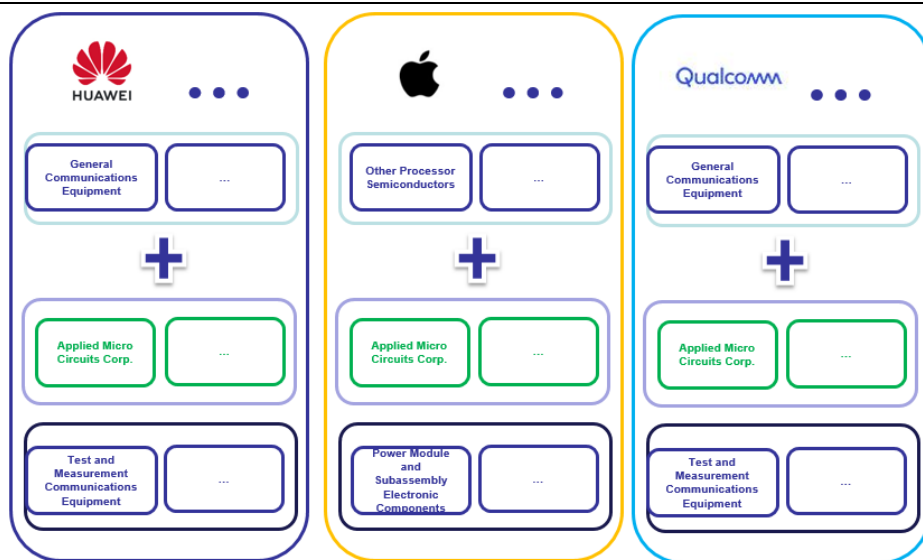 HUAWEI
General
Communications
Equipment
...
Applied Micro
Circuits Corp.
...
Test and
Measurement
Communications
Equipment
...
Other Processor
Semiconductors
...
Applied Micro
Circuits Corp.
...
Power Module
and
Subassembly
Electronic
Components
...
Qualcomm
General
Communications
Equipment
...
Applied Micro
Circuits Corp.
...
Test and
Measurement
Communications
Equipment
...